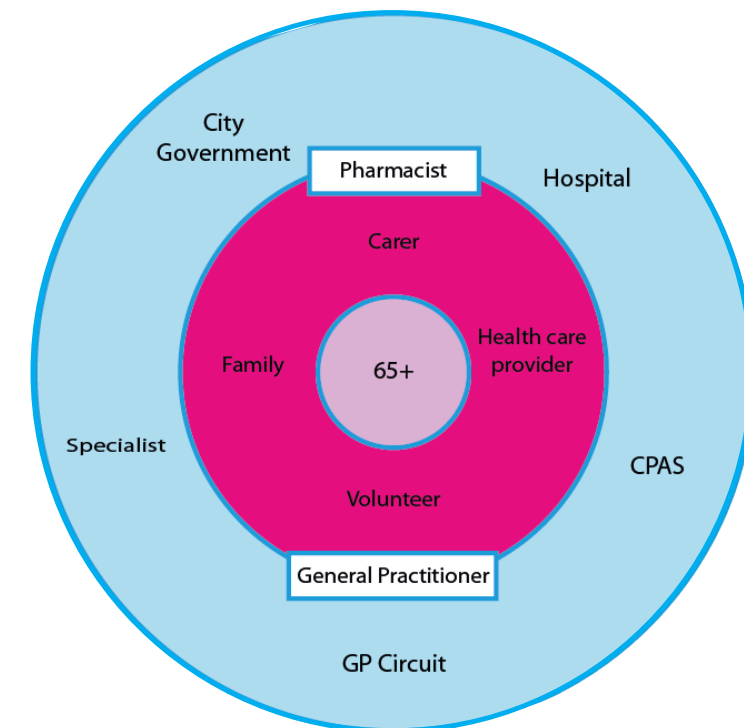 City
Government
Pharmacist
Hospital
Carer
Family
65+
Health care
provider
Specialist
CPAS
Volunteer
General Practitioner
GP Circuit